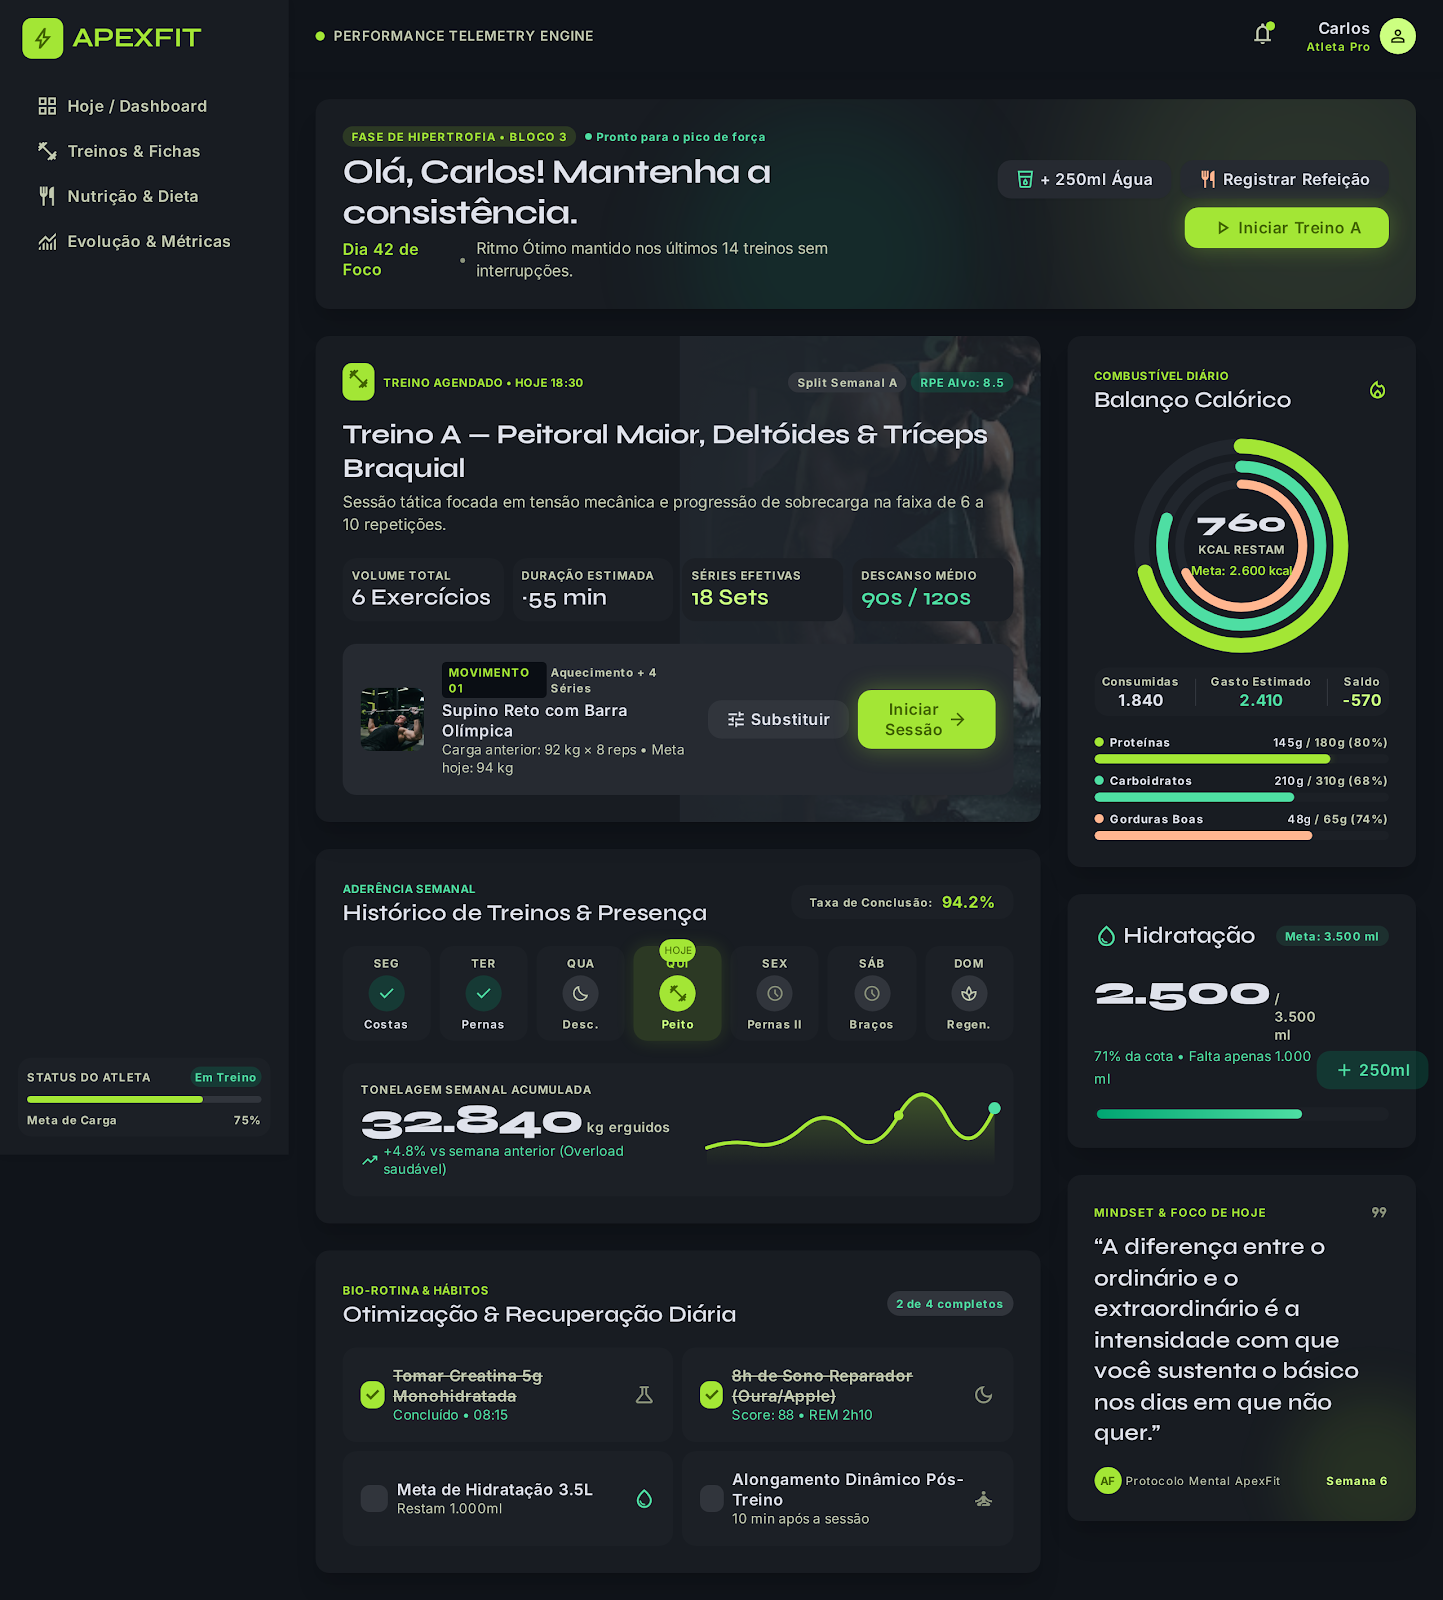 APEXFIT
Hoje / Dashboard
Treinos & Fichas
Nutrição & Dieta
Evolução & Métricas
STATUS DO ATLETA
Em Treino
Meta de Carga
75%
PERFORMANCE TELEMETRY ENGINE
Carlos
Atleta Pro
FASE DE HIPERTROFIA • BLOCO 3
Pronto para o pico de força
Olá, Carlos! Mantenha a
consistência.
Dia 42 de
Foco
•
Ritmo Ótimo mantido nos últimos 14 treinos sem
interrupções.
+ 250ml Água
Registrar Refeição
Iniciar Treino A
TREINO AGENDADO • HOJE 18:30
Split Semanal A
RPE Alvo: 8.5
Treino A — Peitoral Maior, Deltóides & Tríceps
Braquial
Sessão tática focada em tensão mecânica e progressão de sobrecarga na faixa de 6 a
10 repetições.
VOLUME TOTAL
6 Exercícios
DURAÇÃO ESTIMADA
~55 min
SÉRIES EFETIVAS
18 Sets
DESCANSO MÉDIO
90s / 120s
MOVIMENTO
01
Aquecimento + 4
Séries
Supino Reto com Barra
Olímpica
Carga anterior: 92 kg × 8 reps • Meta
hoje: 94 kg
Substituir
Iniciar
Sessão
ADERÊNCIA SEMANAL
Histórico de Treinos & Presença
Taxa de Conclusão: 94.2%
SEG
Costas
TER
Pernas
QUA
Desc.
HOJE
QUI
Peito
SEX
Pernas II
SÁB
Braços
DOM
Regen.
TONELAGEM SEMANAL ACUMULADA
32.840 kg erguidos
+4.8% vs semana anterior (Overload
saudável)
BIO-ROTINA & HÁBITOS
Otimização & Recuperação Diária
2 de 4 completos
Tomar Creatina 5g
Monohidratada
Concluído • 08:15
8h de Sono Reparador
(Oura/Apple)
Score: 88 • REM 2h10
Meta de Hidratação 3.5L
Restam 1.000ml
Alongamento Dinâmico Pós-
Treino
10 min após a sessão
COMBUSTÍVEL DIÁRIO
Balanço Calórico
760
KCAL RESTAM
Meta: 2.600 kcal
Consumidas
1.840
Gasto Estimado
2.410
Saldo
-570
Proteínas
145g / 180g (80%)
Carboidratos
210g / 310g (68%)
Gorduras Boas
48g / 65g (74%)
Hidratação
Meta: 3.500 ml
2.500 /
3.500
ml
71% da cota • Falta apenas 1.000
ml
+ 250ml
MINDSET & FOCO DE HOJE
“A diferença entre o
ordinário e o
extraordinário é a
intensidade com que
você sustenta o básico
nos dias em que não
quer.”
AF
Protocolo Mental ApexFit
Semana 6